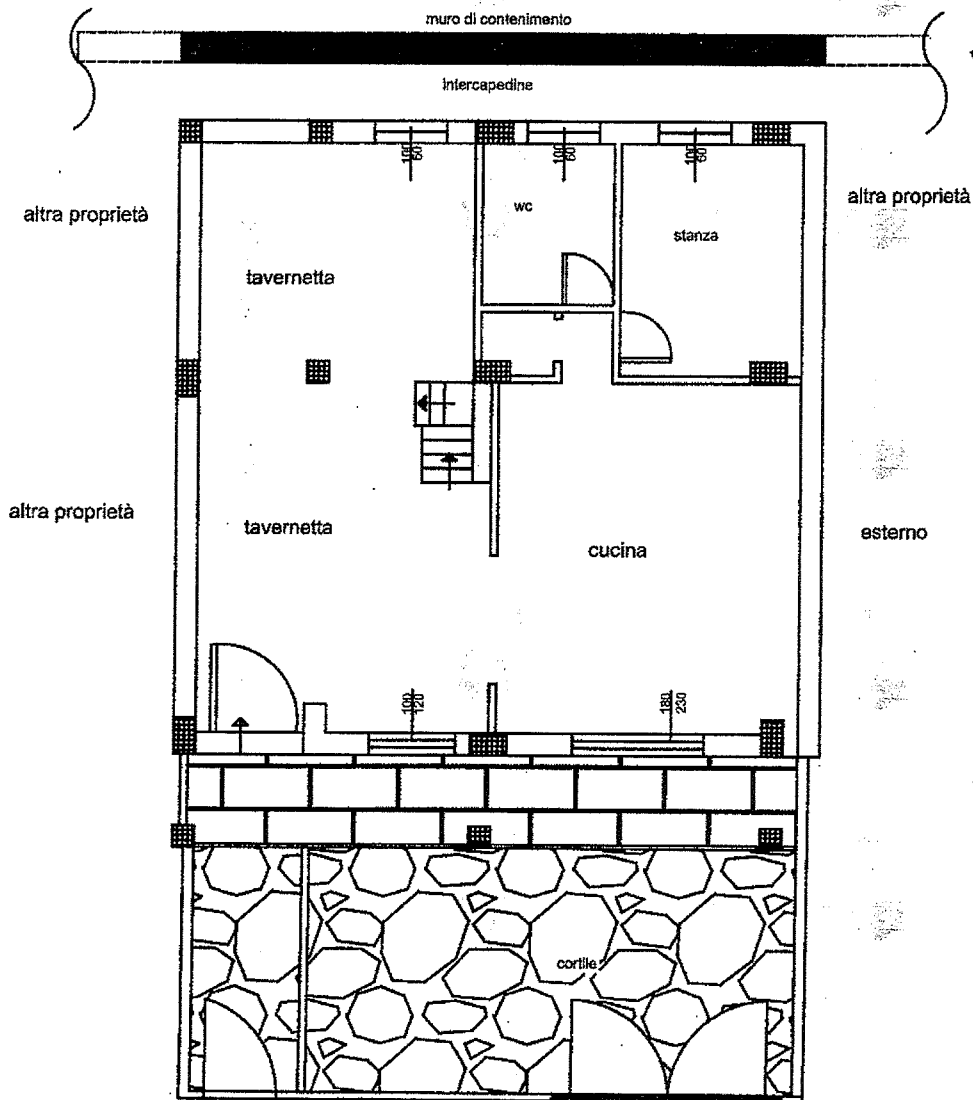 muro di contenimento
intercapedine
100
60
100
60
100
60
altra proprietà
altra proprietà
wc
stanza
tavernetta
altra proprietà
tavernetta
cucina
esterno
100
120
180
230
cortile